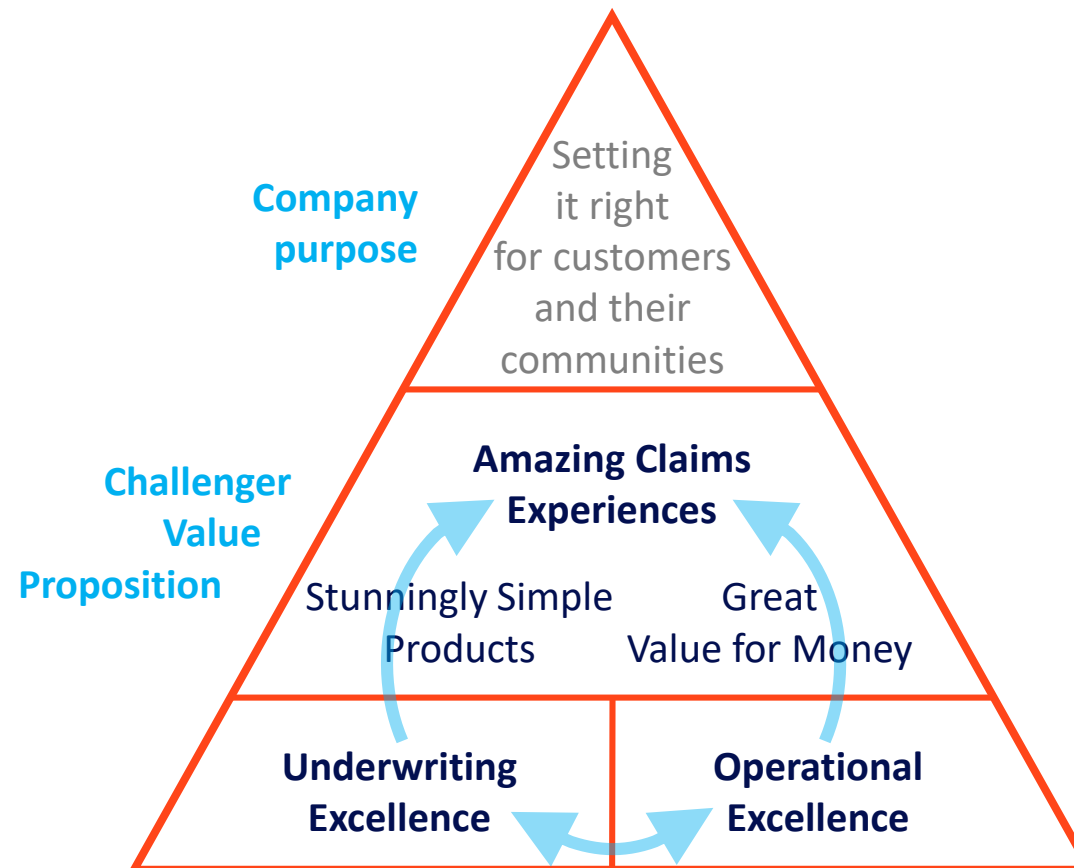 Company
purpose
Setting
it right
for customers
and their
communities
Challenger
Value
Proposition
Amazing Claims
Experiences
Stunningly Simple
Products
Great
Value for Money
Underwriting
Excellence
Operational
Excellence